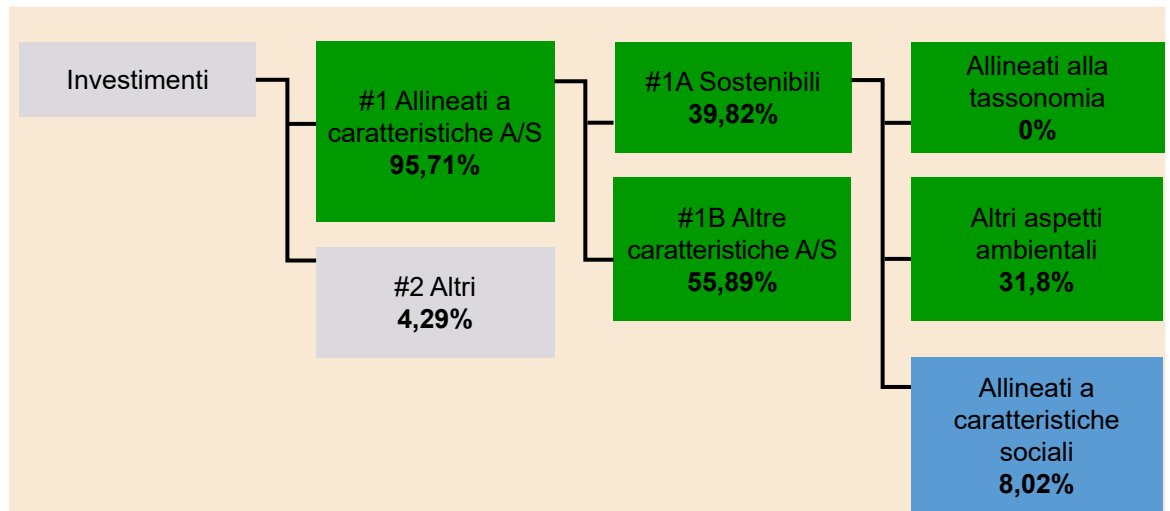 Investimenti
#1 Allineati a
caratteristiche A/S
95,71%
#2 Altri
4,29%
#1A Sostenibili
39,82%
#1B Altre
caratteristiche A/S
55,89%
Allineati alla
tassonomia
0%
Altri aspetti
ambientali
31,8%
Allineati a
caratteristiche
sociali
8,02%